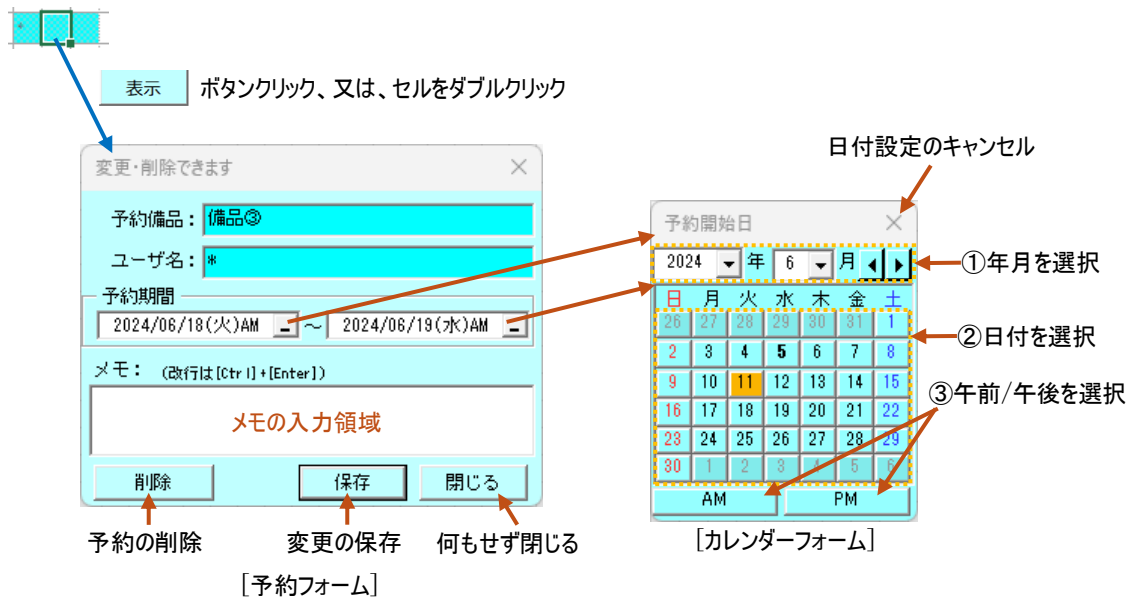 表示 ボタンクリック、又は、セルをダブルクリック
変更・削除できます
予約備品： 備品③
ユーザ名： *
予約期間
2024/06/18(火)AM ～ 2024/06/19(水)AM
メモ： (改行は[Ctrl]+[Enter])
メモの入力領域
削除 保存 閉じる
予約の削除 変更の保存 何もせず閉じる
[予約フォーム]
日付設定のキャンセル
予約開始日
2024 年 6 月
①年月を選択
日 月 火 水 木 金 土
26 27 28 29 30 31 1
2 3 4 5 6 7 8
9 10 11 12 13 14 15
16 17 18 19 20 21 22
23 24 25 26 27 28 29
30 1 2 3 4 5 6
②日付を選択
③午前/午後を選択
AM PM
[カレンダーフォーム]